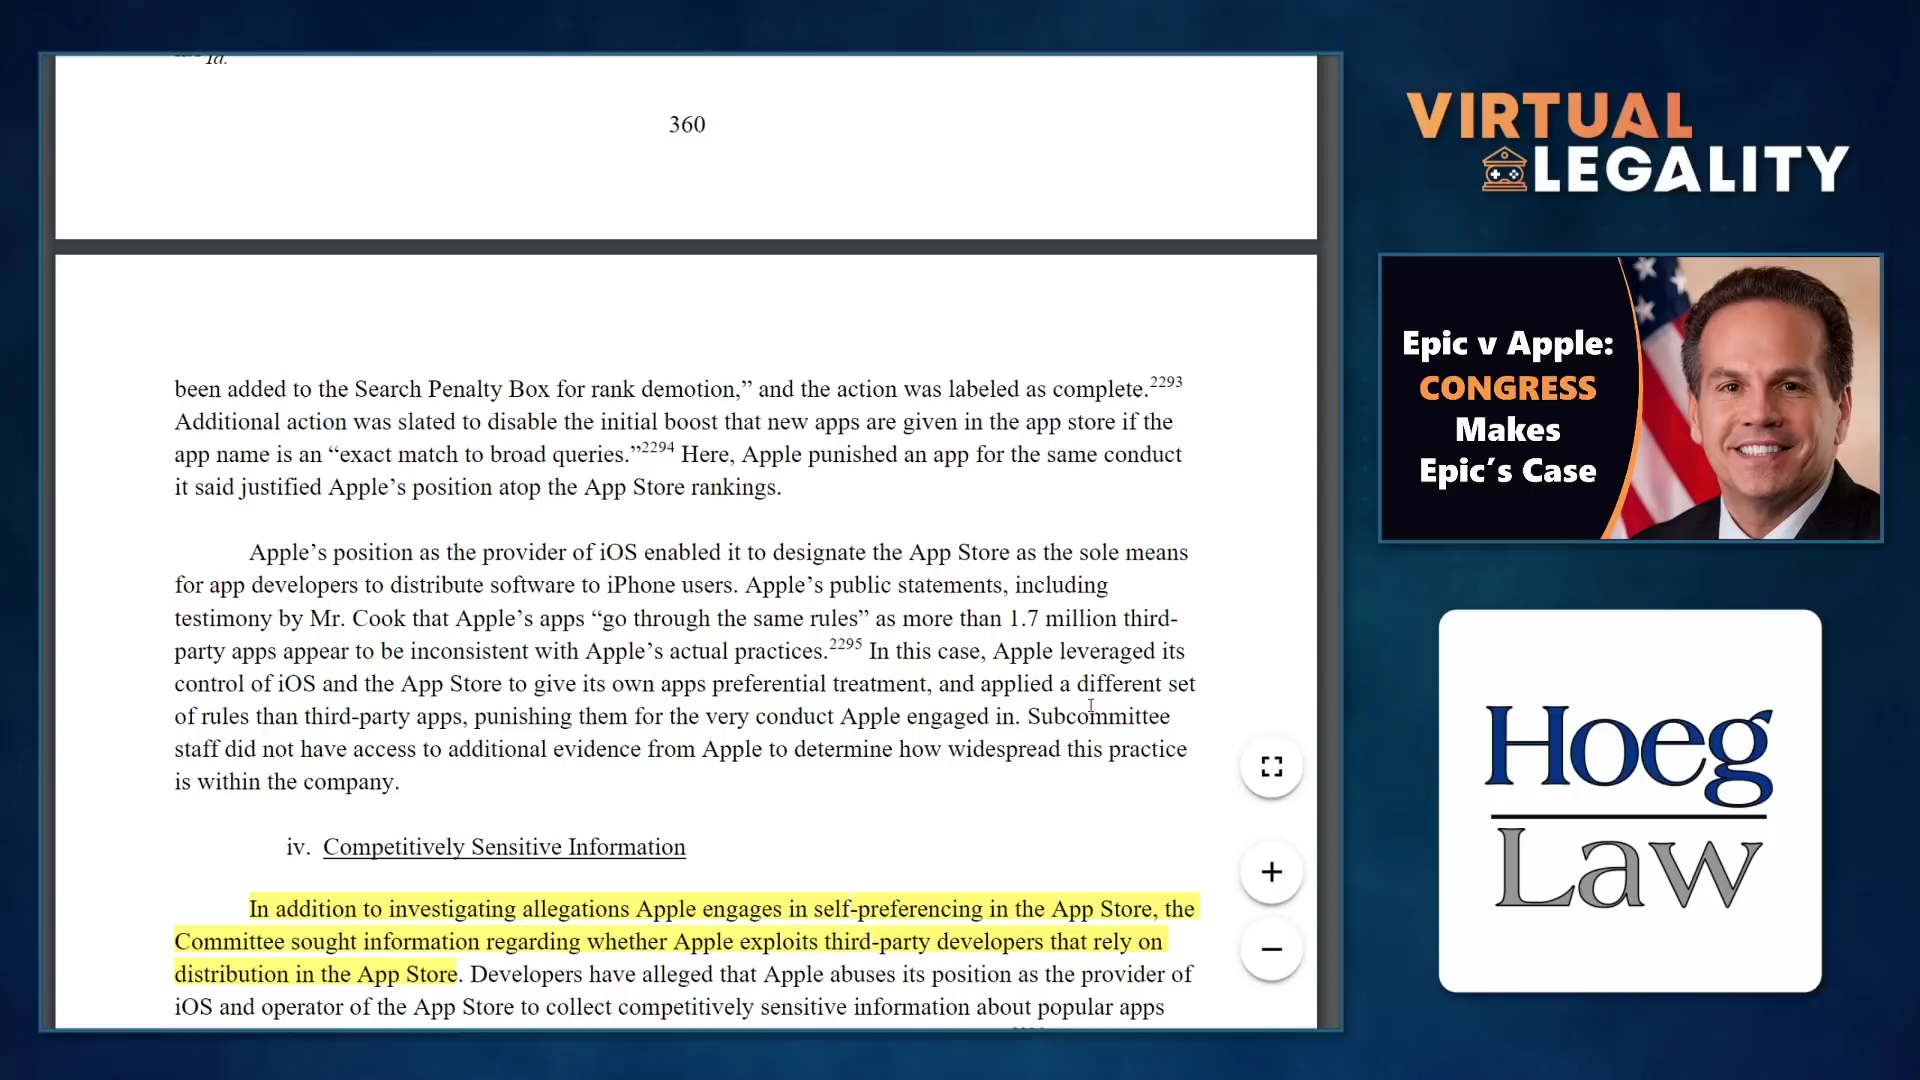 Id.
360
been added to the Search Penalty Box for rank demotion,” and the action was labeled as complete.2293
Additional action was slated to disable the initial boost that new apps are given in the app store if the
app name is an “exact match to broad queries.”2294 Here, Apple punished an app for the same conduct
it said justified Apple’s position atop the App Store rankings.
Apple’s position as the provider of iOS enabled it to designate the App Store as the sole means
for app developers to distribute software to iPhone users. Apple’s public statements, including
testimony by Mr. Cook that Apple’s apps “go through the same rules” as more than 1.7 million third-
party apps appear to be inconsistent with Apple’s actual practices.2295 In this case, Apple leveraged its
control of iOS and the App Store to give its own apps preferential treatment, and applied a different set
of rules than third-party apps, punishing them for the very conduct Apple engaged in. Subcommittee
staff did not have access to additional evidence from Apple to determine how widespread this practice
is within the company.
iv. Competitively Sensitive Information
In addition to investigating allegations Apple engages in self-preferencing in the App Store, the
Committee sought information regarding whether Apple exploits third-party developers that rely on
distribution in the App Store. Developers have alleged that Apple abuses its position as the provider of
iOS and operator of the App Store to collect competitively sensitive information about popular apps
VIRTUAL
LEGALITY
Epic v Apple:
CONGRESS
Makes
Epic’s Case
Hoeg
Law